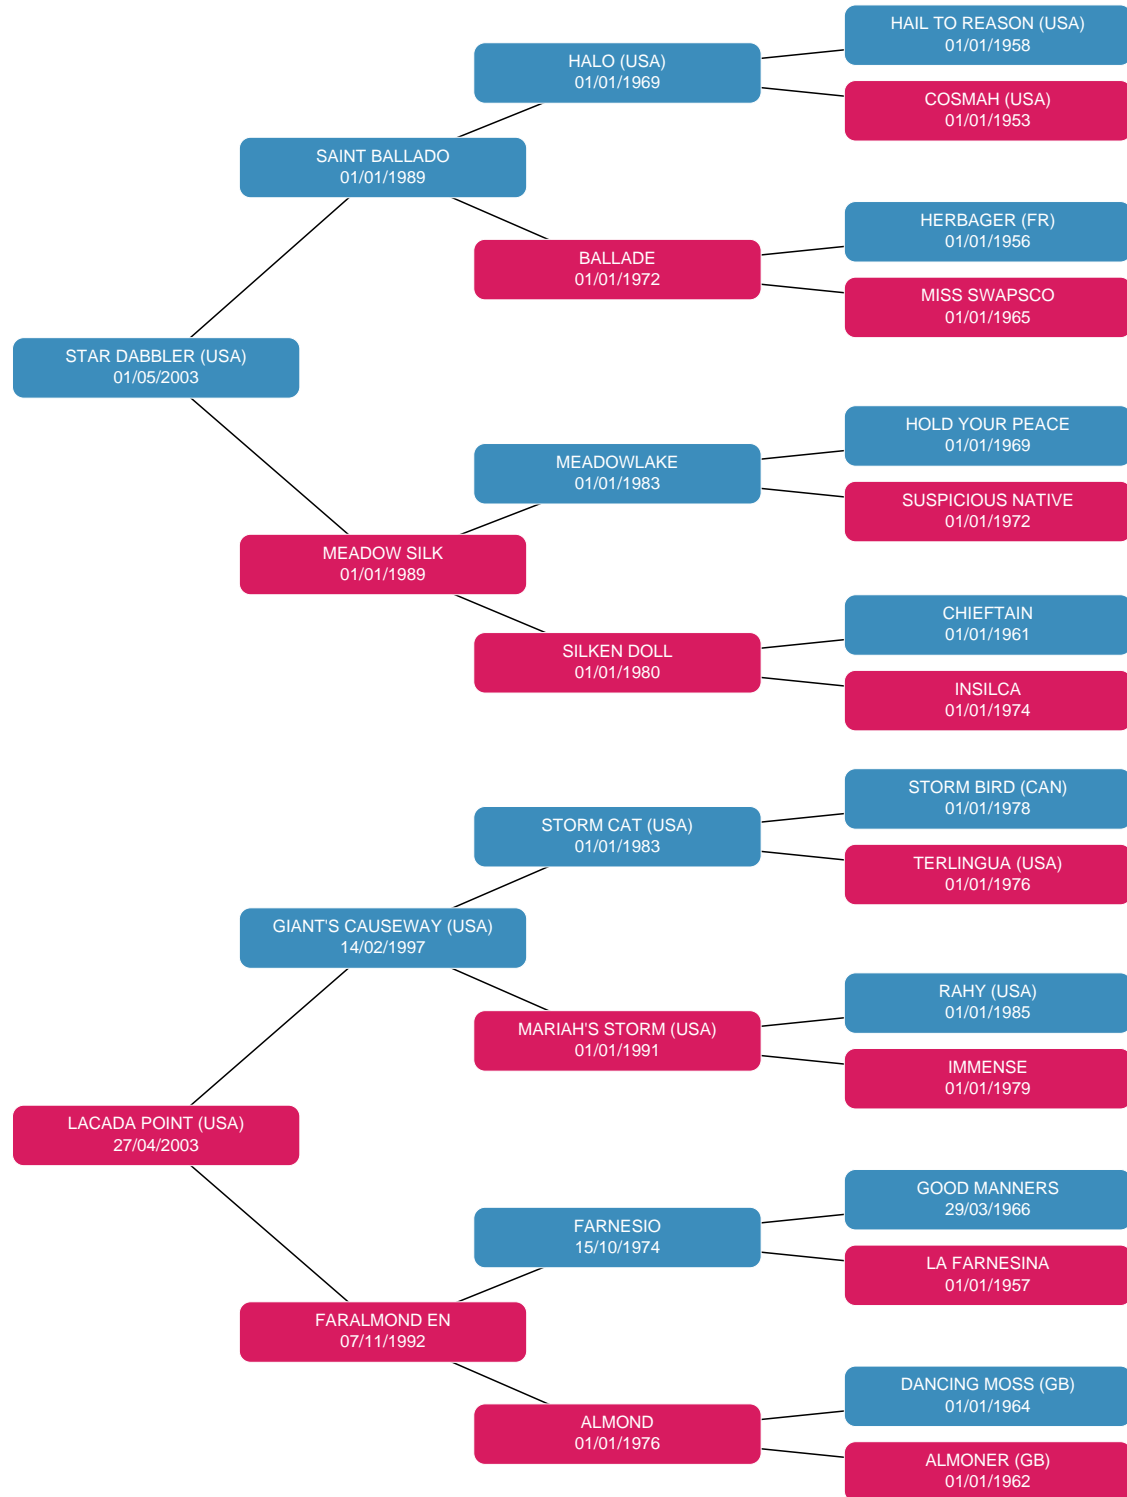 HAIL TO REASON (USA)
01/01/1958
HALO (USA)
01/01/1969
COSMAH (USA)
01/01/1953
SAINT BALLADO
01/01/1989
HERBAGER (FR)
01/01/1956
BALLADE
01/01/1972
MISS SWAPSCO
01/01/1965
STAR DABBLER (USA)
01/05/2003
HOLD YOUR PEACE
01/01/1969
MEADOWLAKE
01/01/1983
SUSPICIOUS NATIVE
01/01/1972
MEADOW SILK
01/01/1989
CHIEFTAIN
01/01/1961
SILKEN DOLL
01/01/1980
INSILCA
01/01/1974
STORM BIRD (CAN)
01/01/1978
STORM CAT (USA)
01/01/1983
TERLINGUA (USA)
01/01/1976
GIANT'S CAUSEWAY (USA)
14/02/1997
RAHY (USA)
01/01/1985
MARIAH'S STORM (USA)
01/01/1991
IMMENSE
01/01/1979
LACADA POINT (USA)
27/04/2003
GOOD MANNERS
29/03/1966
FARNESIO
15/10/1974
LA FARNESINA
01/01/1957
FARALMOND EN
07/11/1992
DANCING MOSS (GB)
01/01/1964
ALMOND
01/01/1976
ALMONER (GB)
01/01/1962